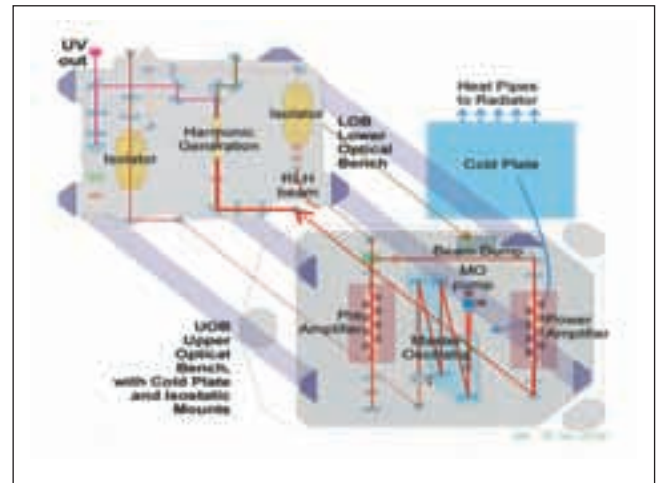 UV
out
Isolator
Harmonic
Generation
Isolator
RLH
beam
LOB
Lower
Optical
Bench
Heat Pipes
to Radiator
Cold Plate
Beam Dump
MO
pump
Pre
Amplifier
Master
Oscillator
Power
Amplifier
UOB
Upper
Optical
Bench,
with Cold Plate
and Isostatic
Mounts